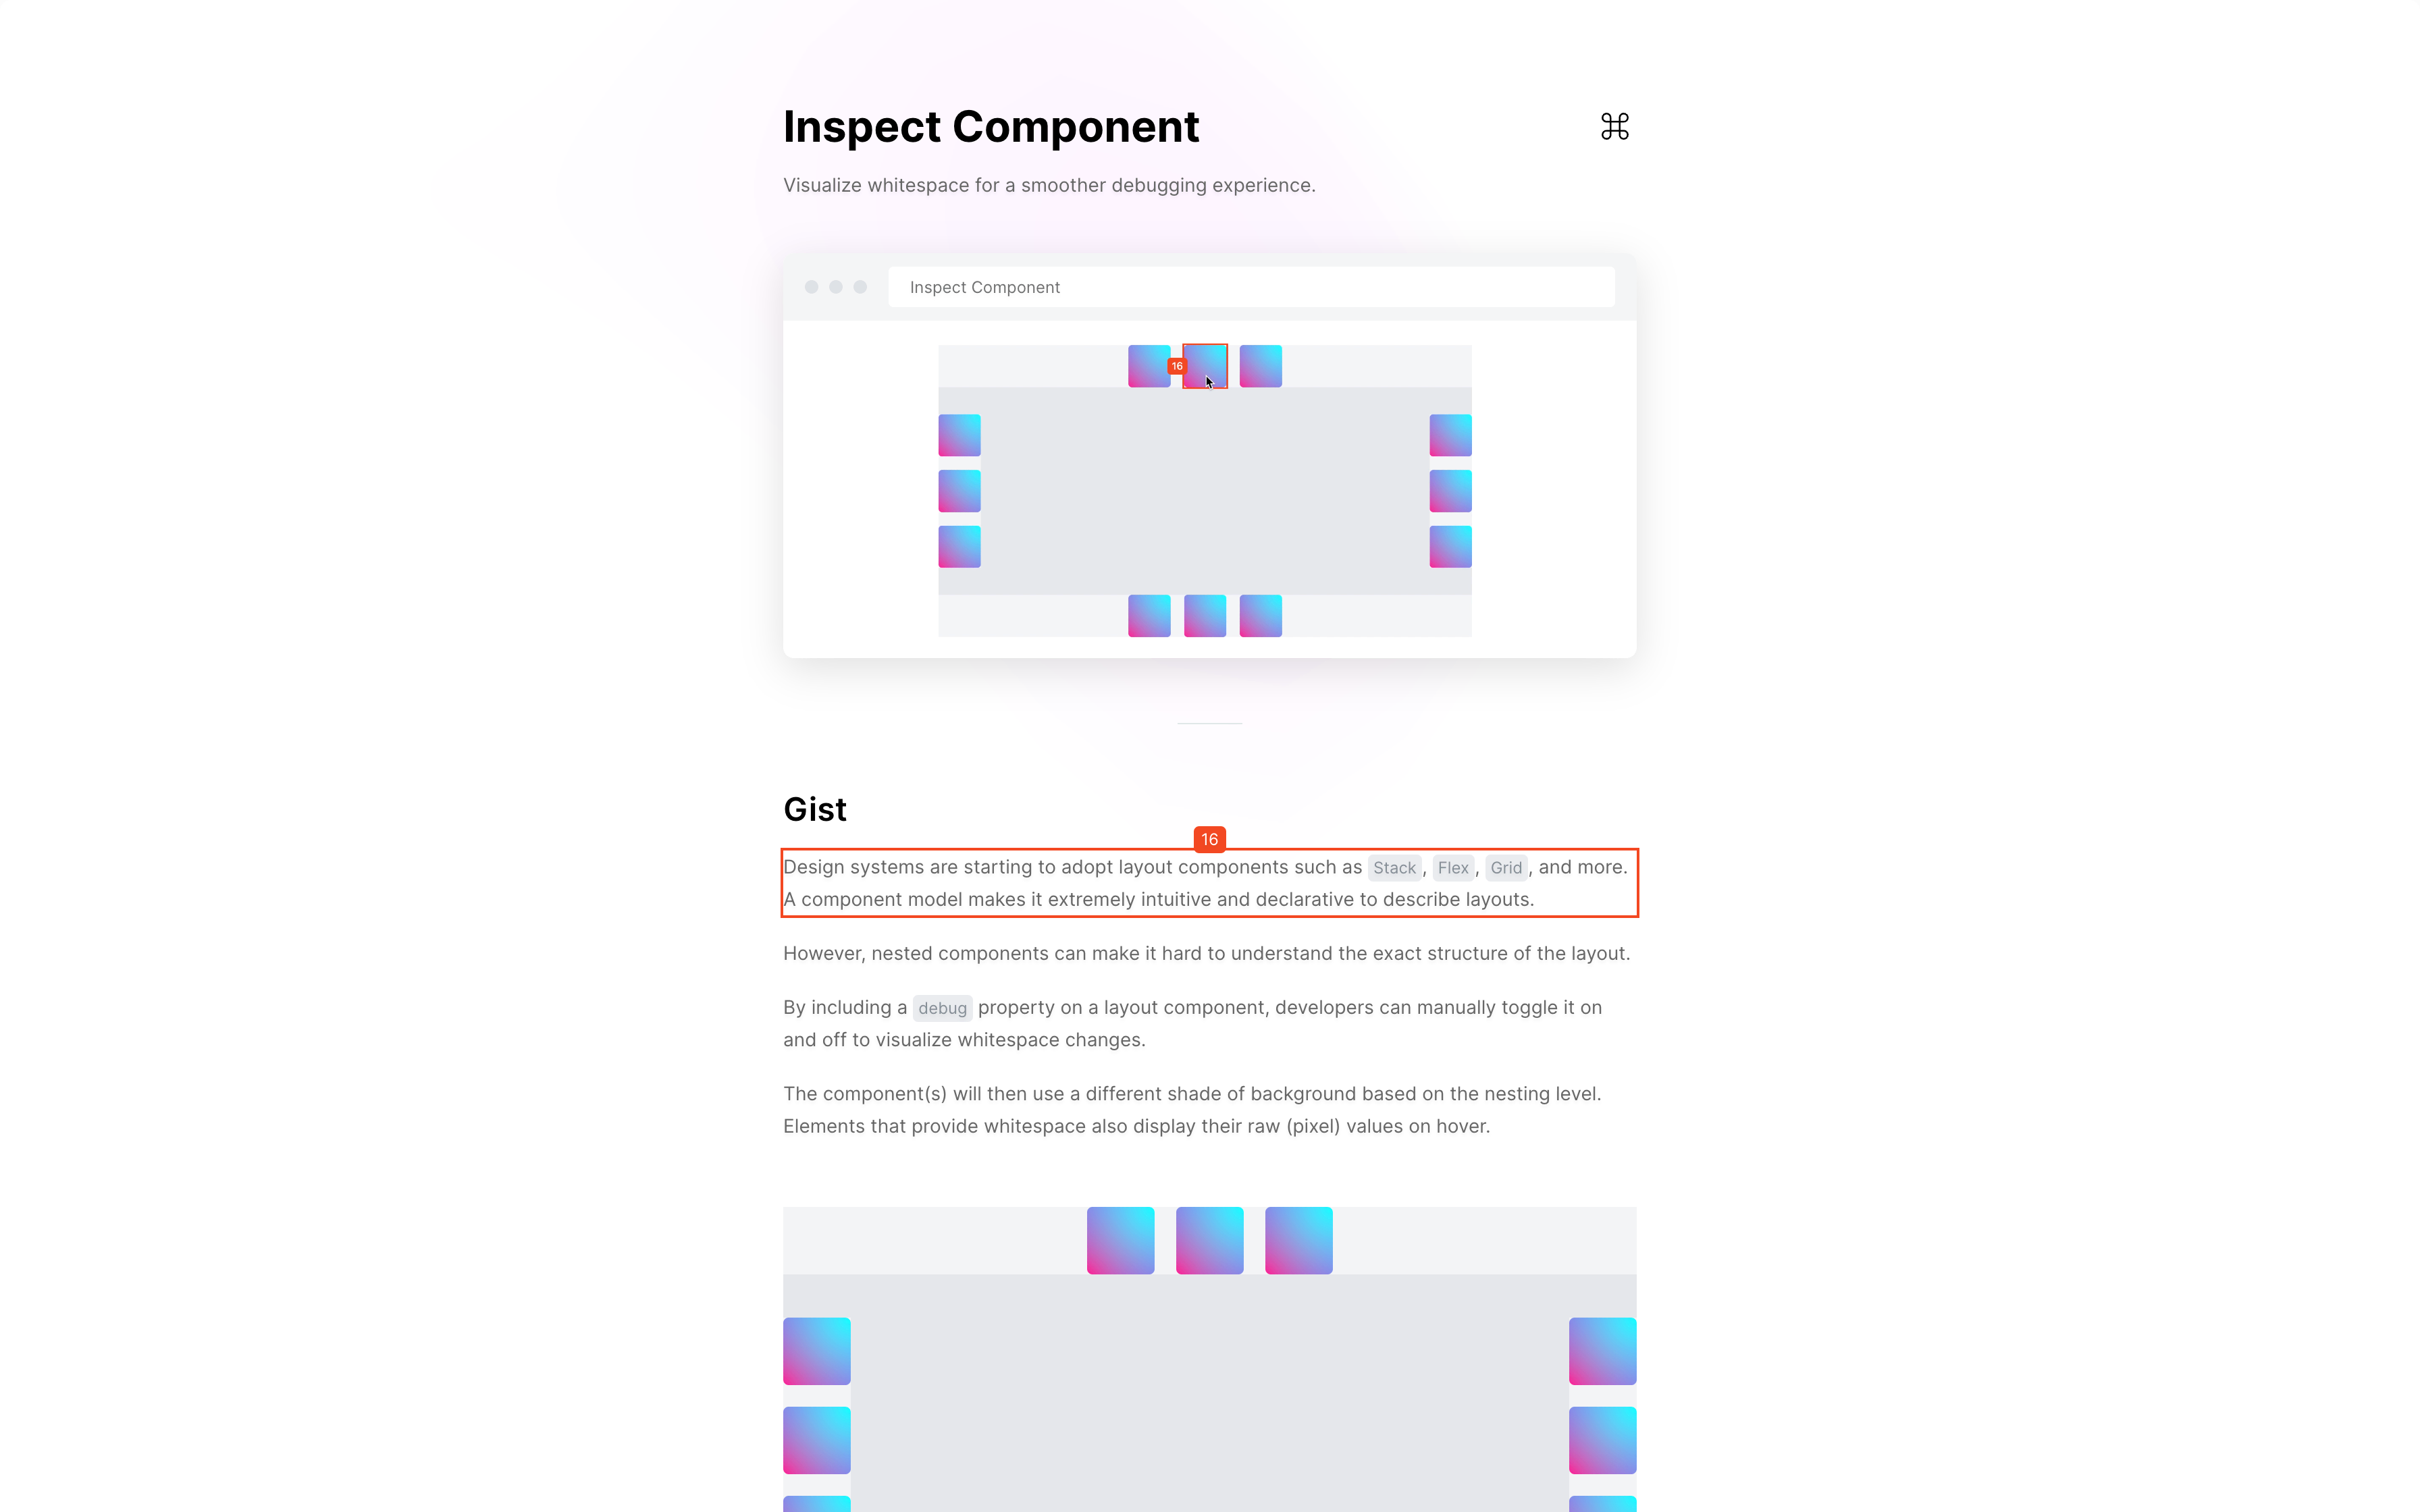 Inspect Component
⌘
Visualize whitespace for a smoother debugging experience.
Inspect Component
16
Gist
16
Design systems are starting to adopt layout components such as Stack, Flex, Grid, and more.
A component model makes it extremely intuitive and declarative to describe layouts.
However, nested components can make it hard to understand the exact structure of the layout.
By including a debug property on a layout component, developers can manually toggle it on
and off to visualize whitespace changes.
The component(s) will then use a different shade of background based on the nesting level.
Elements that provide whitespace also display their raw (pixel) values on hover.